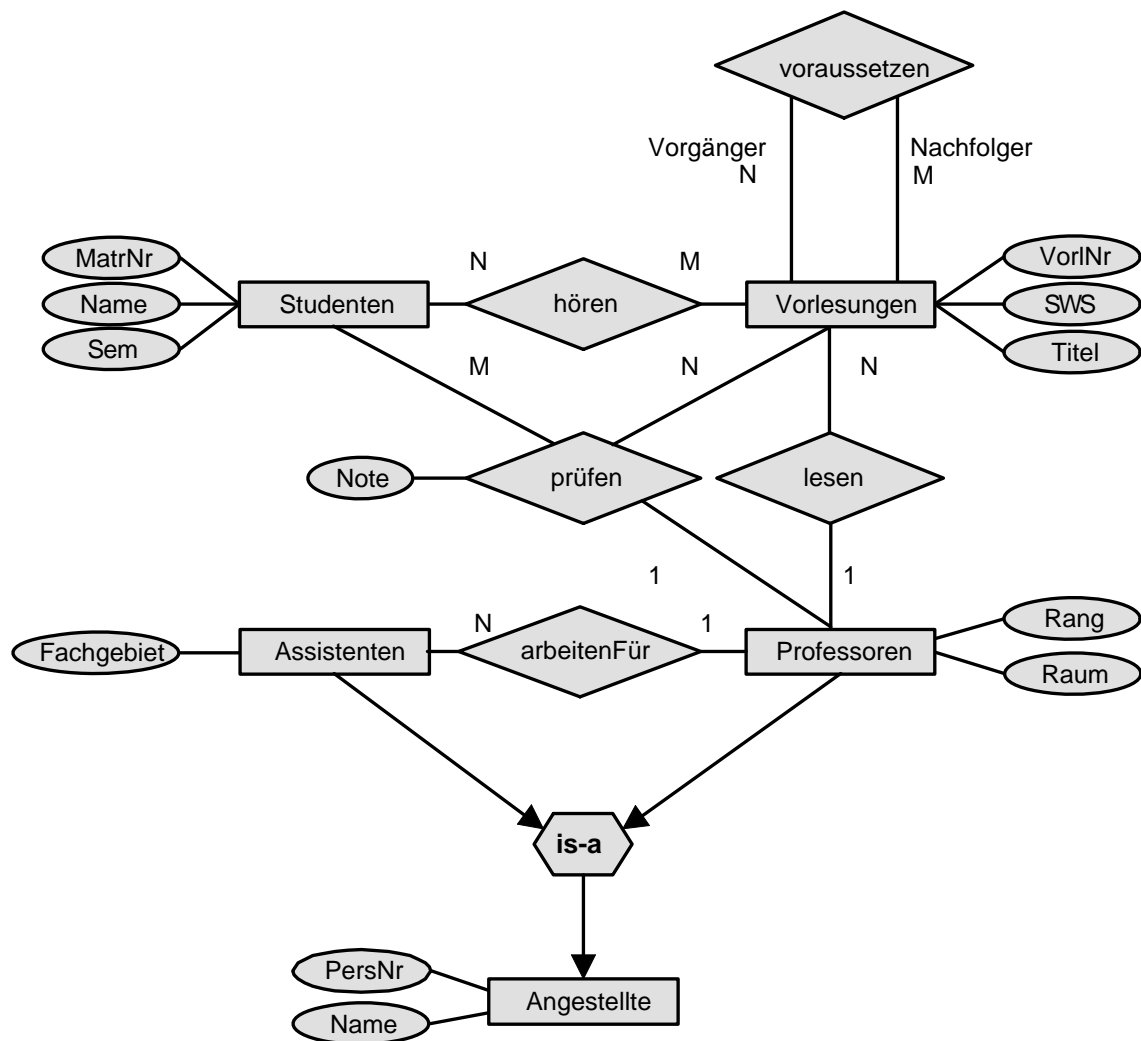 voraussetzen
Vorgänger
N
Nachfolger
M
MatrNr
Name
Sem
Studenten
N
hören
M
Vorlesungen
VorlNr
SWS
Titel
M
N
N
Note
prüfen
lesen
1
1
Fachgebiet
Assistenten
N
arbeitenFür
1
Professoren
Rang
Raum
is-a
PersNr
Name
Angestellte